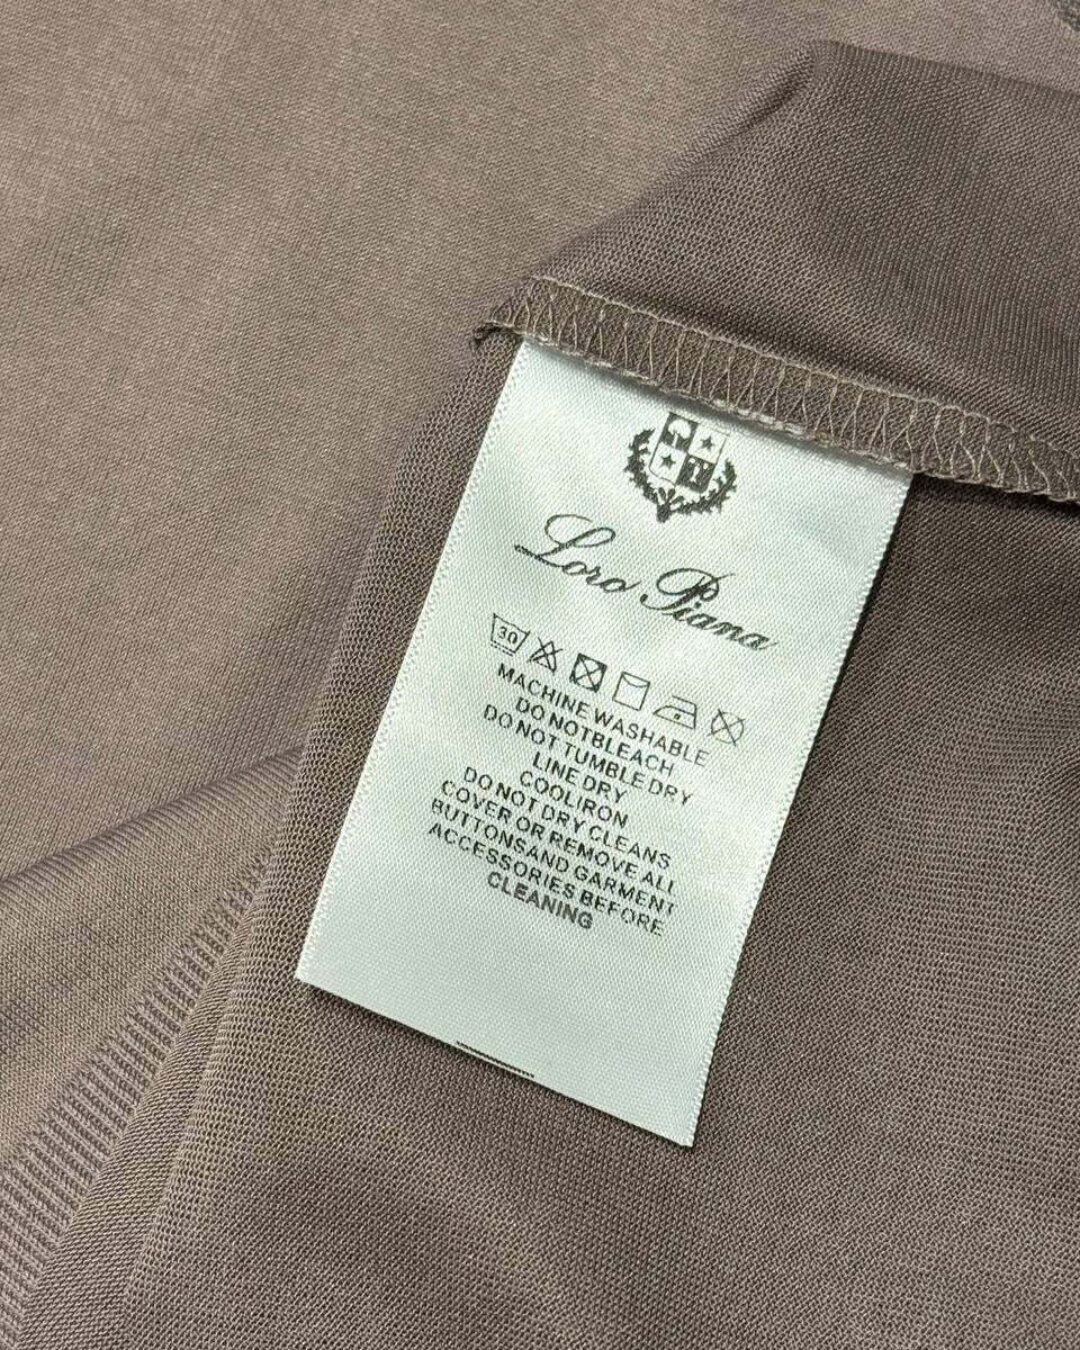 Loro Piana
30
MACHINE WASHABLE
DO NOTBLEACH
DO NOT TUMBLE DRY
LINE DRY
COOLIRON
DO NOT DRY CLEANS
COVER OR REMOVE ALL
BUTTONSAND GARMENT
ACCESSORIES BEFORE
CLEANING